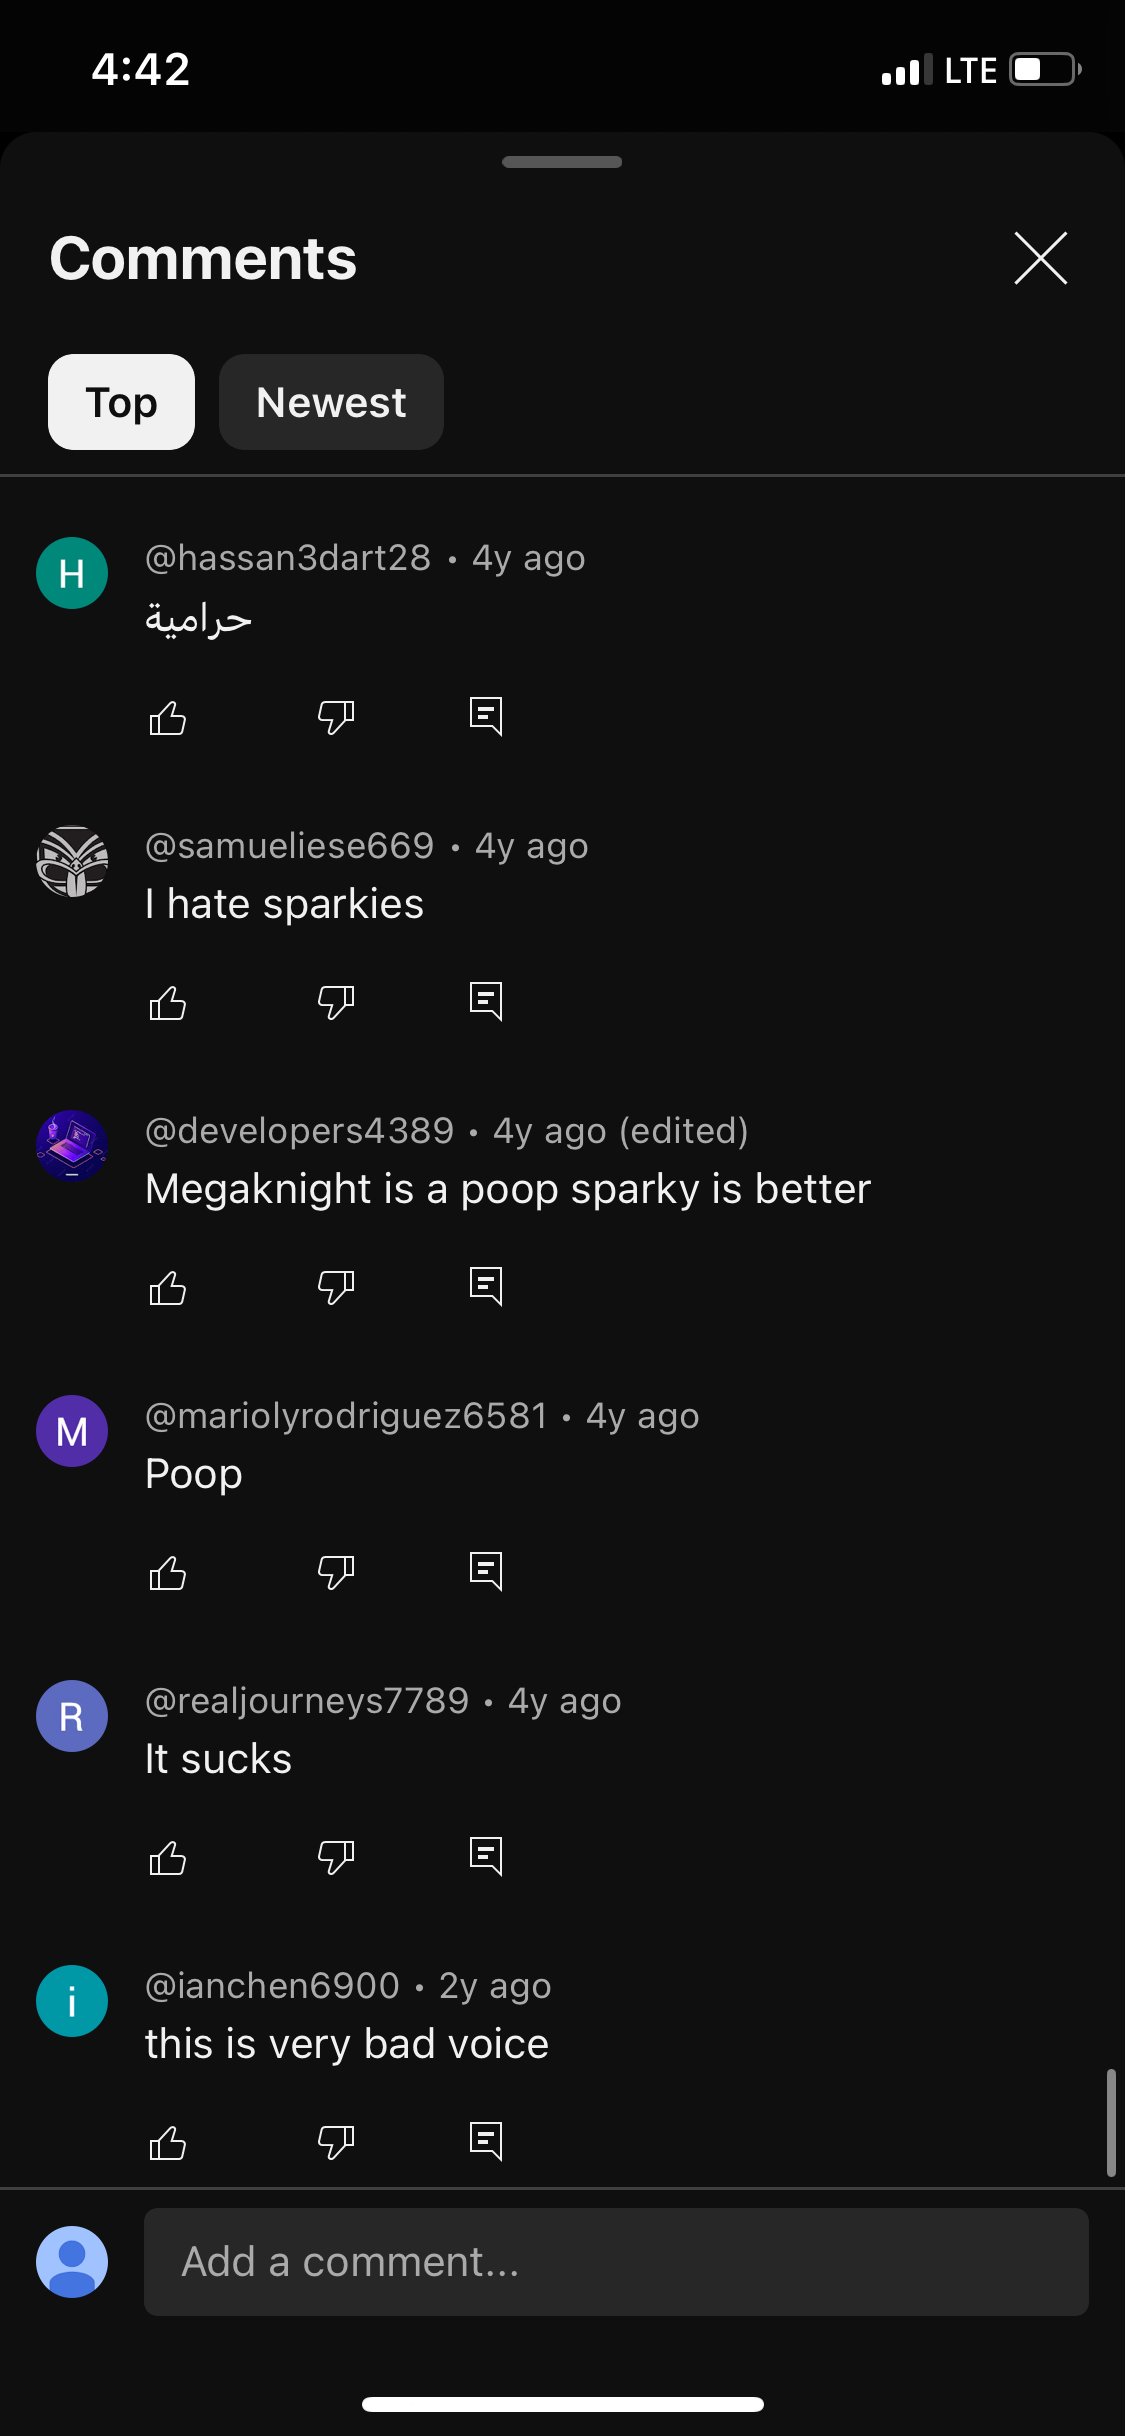 4:42
LTE
Comments
Top
Newest
H
@hassan3dart28 • 4y ago
حرامية
@samueliese669 • 4y ago
I hate sparkies
@developers4389 • 4y ago (edited)
Megaknight is a poop sparky is better
M
@mariolyrodriguez6581 • 4y ago
Poop
R
@realjourneys7789 • 4y ago
It sucks
i
@ianchen6900 • 2y ago
this is very bad voice
Add a comment...